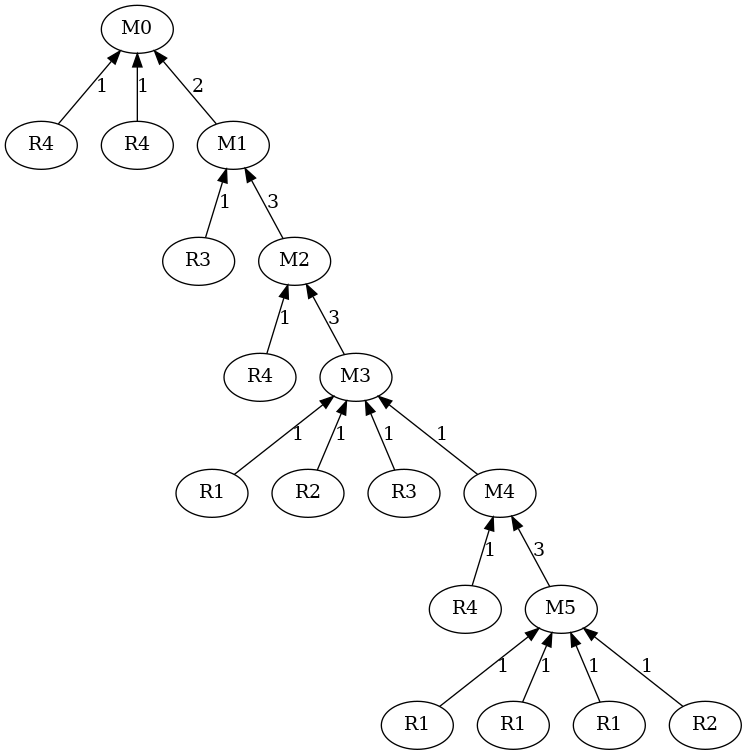 M0
1 1 2
R4 R4 M1
1 3
R3 M2
1 3
R4 M3
1 1 1 1
R1 R2 R3 M4
1 3
R4 M5
1 1 1 1
R1 R1 R1 R2